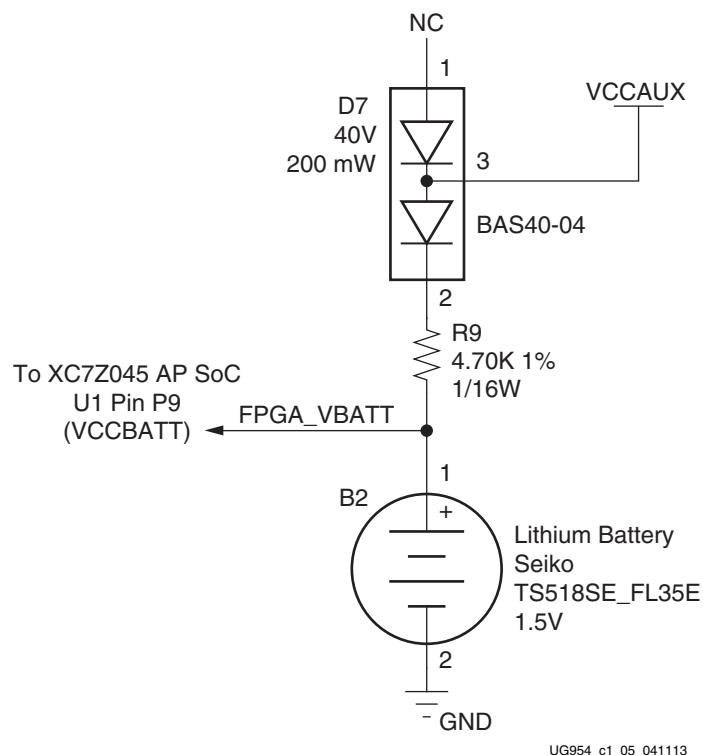 NC
1
D7
40V
200 mW
VCCAUX
3
BAS40-04
2
R9
4.70K 1%
1/16W
To XC7Z045 AP SoC
U1 Pin P9
(VCCBATT)
FPGA_VBATT
1
B2
+
Lithium Battery
Seiko
TS518SE_FL35E
1.5V
2
GND
UG954_c1_05_041113